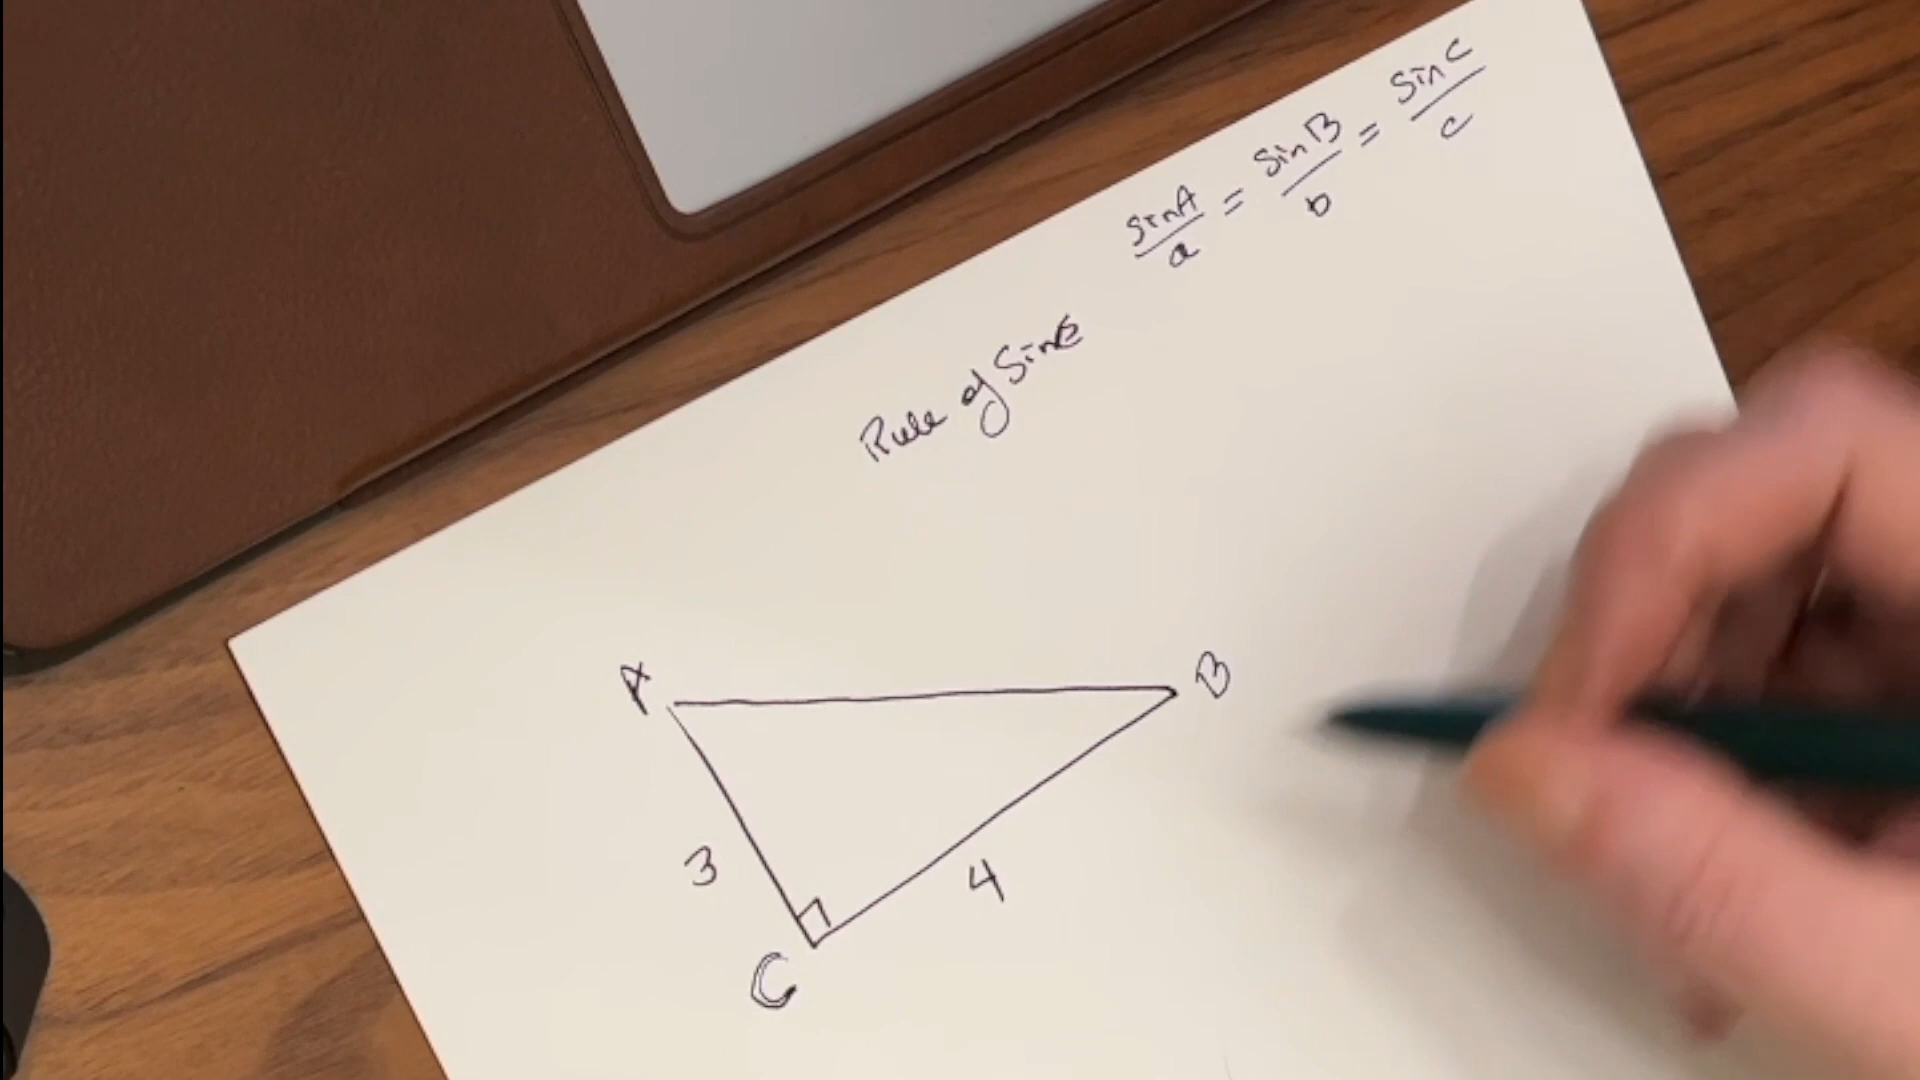 sinA/a = sinB/b = sinC/c
Rule of Sine
A
B
3
4
C